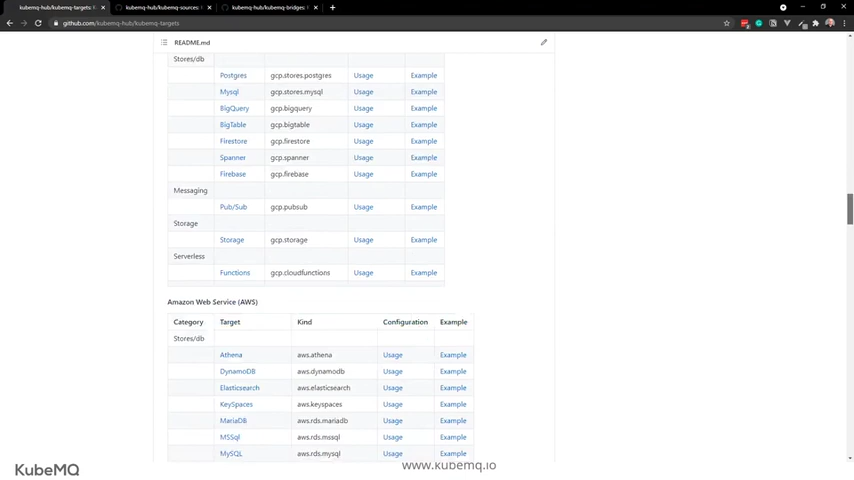 kubemq-hub/kubemq-targets: K
kubemq-hub/kubemq-sources:
kubemq-hub/kubemq-bridges:
github.com/kubemq-hub/kubemq-targets
README.md
Stores/db
Postgres gcp.stores.postgres Usage Example
Mysql gcp.stores.mysql Usage Example
BigQuery gcp.bigquery Usage Example
BigTable gcp.bigtable Usage Example
Firestore gcp.firestore Usage Example
Spanner gcp.spanner Usage Example
Firebase gcp.firebase Usage Example
Messaging
Pub/Sub gcp.pubsub Usage Example
Storage
Storage gcp.storage Usage Example
Serverless
Functions gcp.cloudfunctions Usage Example
Amazon Web Service (AWS)
Category Target Kind Configuration Example
Stores/db
Athena aws.athena Usage Example
DynamoDB aws.dynamodb Usage Example
Elasticsearch aws.elasticsearch Usage Example
KeySpaces aws.keyspaces Usage Example
MariaDB aws.rds.mariadb Usage Example
MSSql aws.rds.mssql Usage Example
MySQL aws.rds.mysql Usage Example
KubeMQ
www.kubemq.io